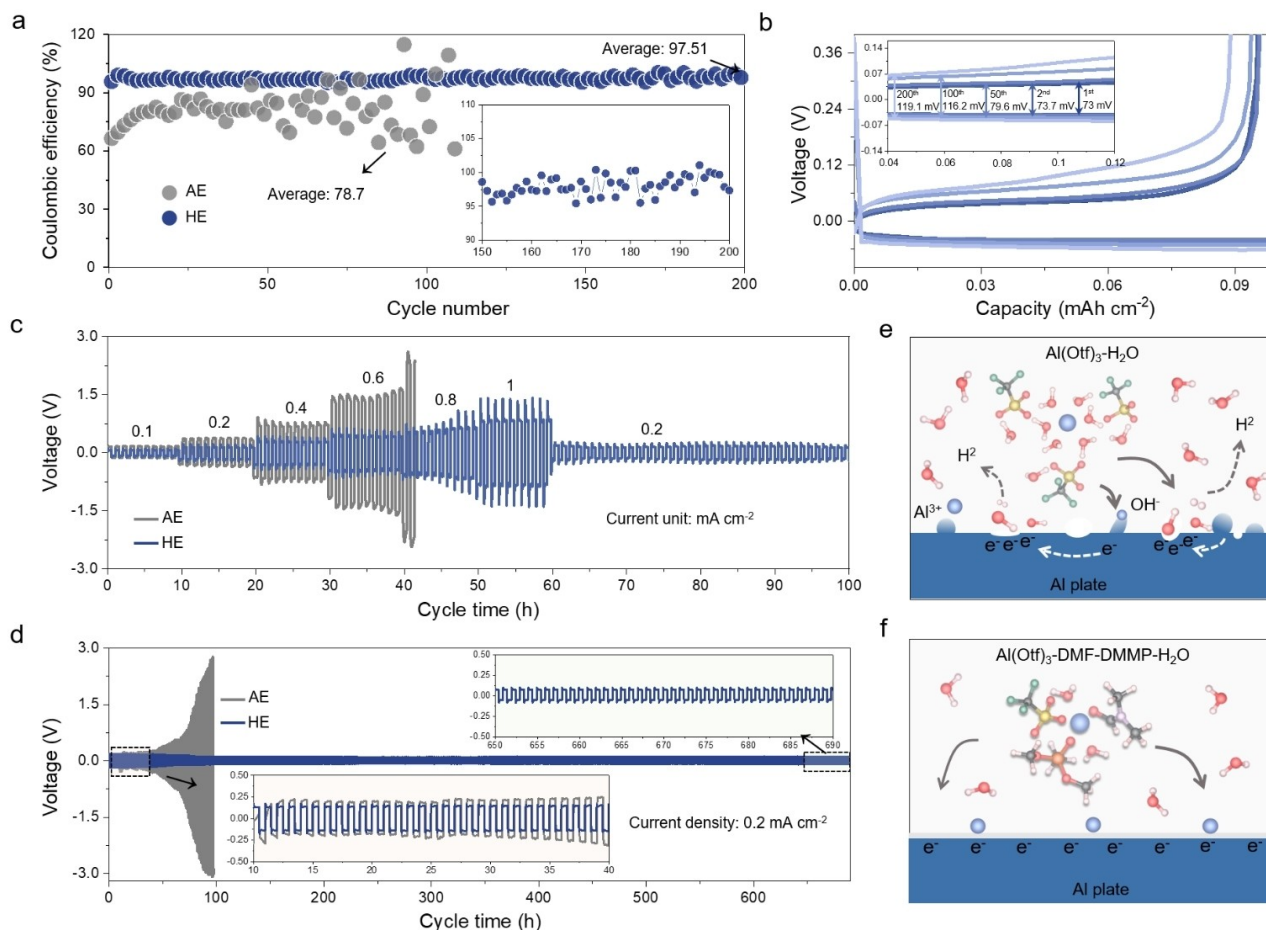 a
Coulombic efficiency (%)
120
90
60
30
0
0
50
100
150
200
Cycle number
Average: 97.51
Average: 78.7
AE
HE
110
105
100
95
90
150
160
170
180
190
200
b
Voltage (V)
0.36
0.24
0.12
0.00
0.00
0.03
0.06
0.09
Capacity (mAh cm⁻²)
0.14
0.07
0.00
-0.07
-0.14
0.04
0.06
0.08
0.10
0.12
200th
119.1 mV
100th
116.2 mV
50th
79.6 mV
2nd
73.7 mV
1st
73 mV
c
Voltage (V)
3.0
1.5
0.0
-1.5
-3.0
0
10
20
30
40
50
60
65
70
75
80
85
90
95
100
Cycle time (h)
0.1
0.2
0.4
0.6
0.8
1
0.2
AE
HE
Current unit: mA cm⁻²
d
Voltage (V)
3.0
1.5
0.0
-1.5
-3.0
0
100
200
300
400
500
600
Cycle time (h)
AE
HE
0.50
0.25
0.00
-0.25
-0.50
650
655
660
665
670
675
680
685
690
0.50
0.25
0.00
-0.25
-0.50
10
15
20
25
30
35
40
Current density: 0.2 mA cm⁻²
e
Al(Otf)₃-H₂O
H²
H²
Al³⁺
OH⁻
e⁻ e⁻ e⁻
e⁻
e⁻ e⁻ e⁻
Al plate
f
Al(Otf)₃-DMF-DMMP-H₂O
e⁻ e⁻ e⁻ e⁻ e⁻ e⁻ e⁻ e⁻
Al plate